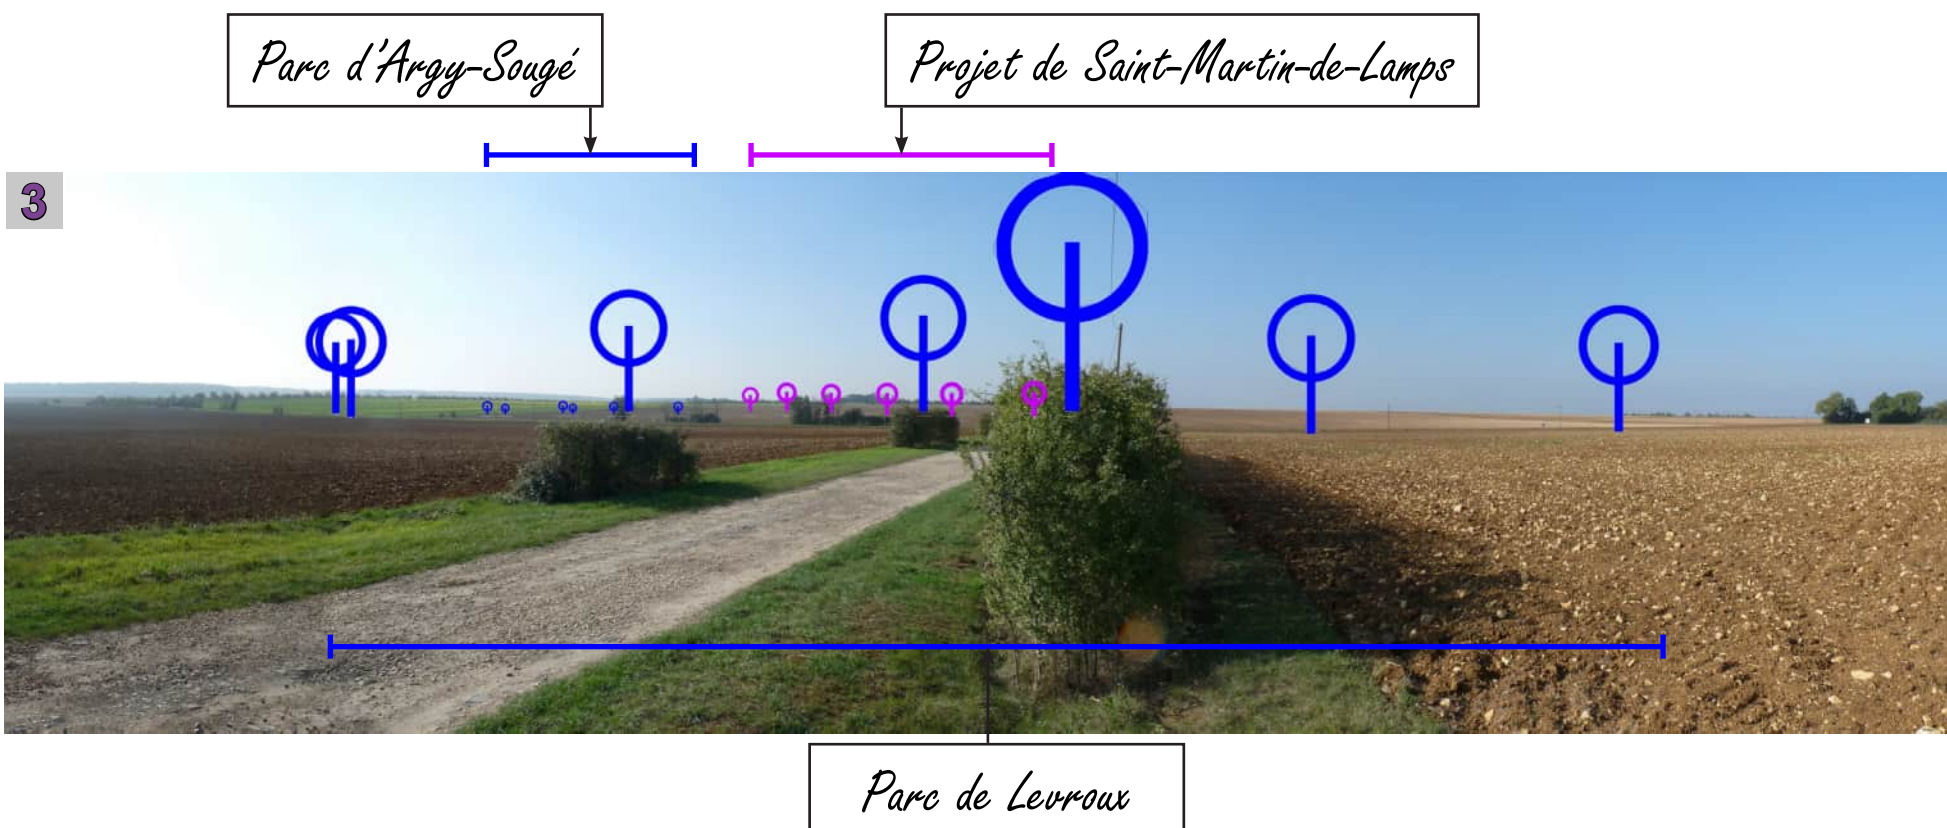 Parc d'Argy-Sougé
Projet de Saint-Martin-de-Lamps
3
Parc de Levroux